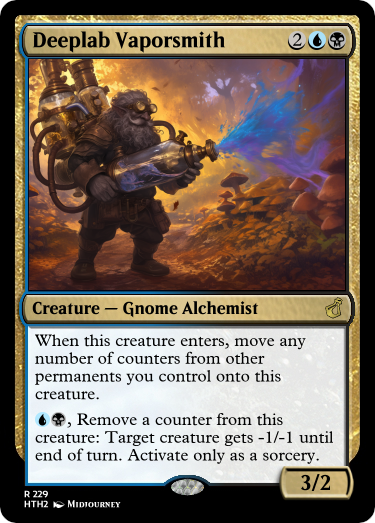 Deeplab Vaporsmith 2
Creature — Gnome Alchemist
When this creature enters, move any
number of counters from other
permanents you control onto this
creature.
, Remove a counter from this
creature: Target creature gets -1/-1 until
end of turn. Activate only as a sorcery.
3/2
R 229
HTH2 Midjourney